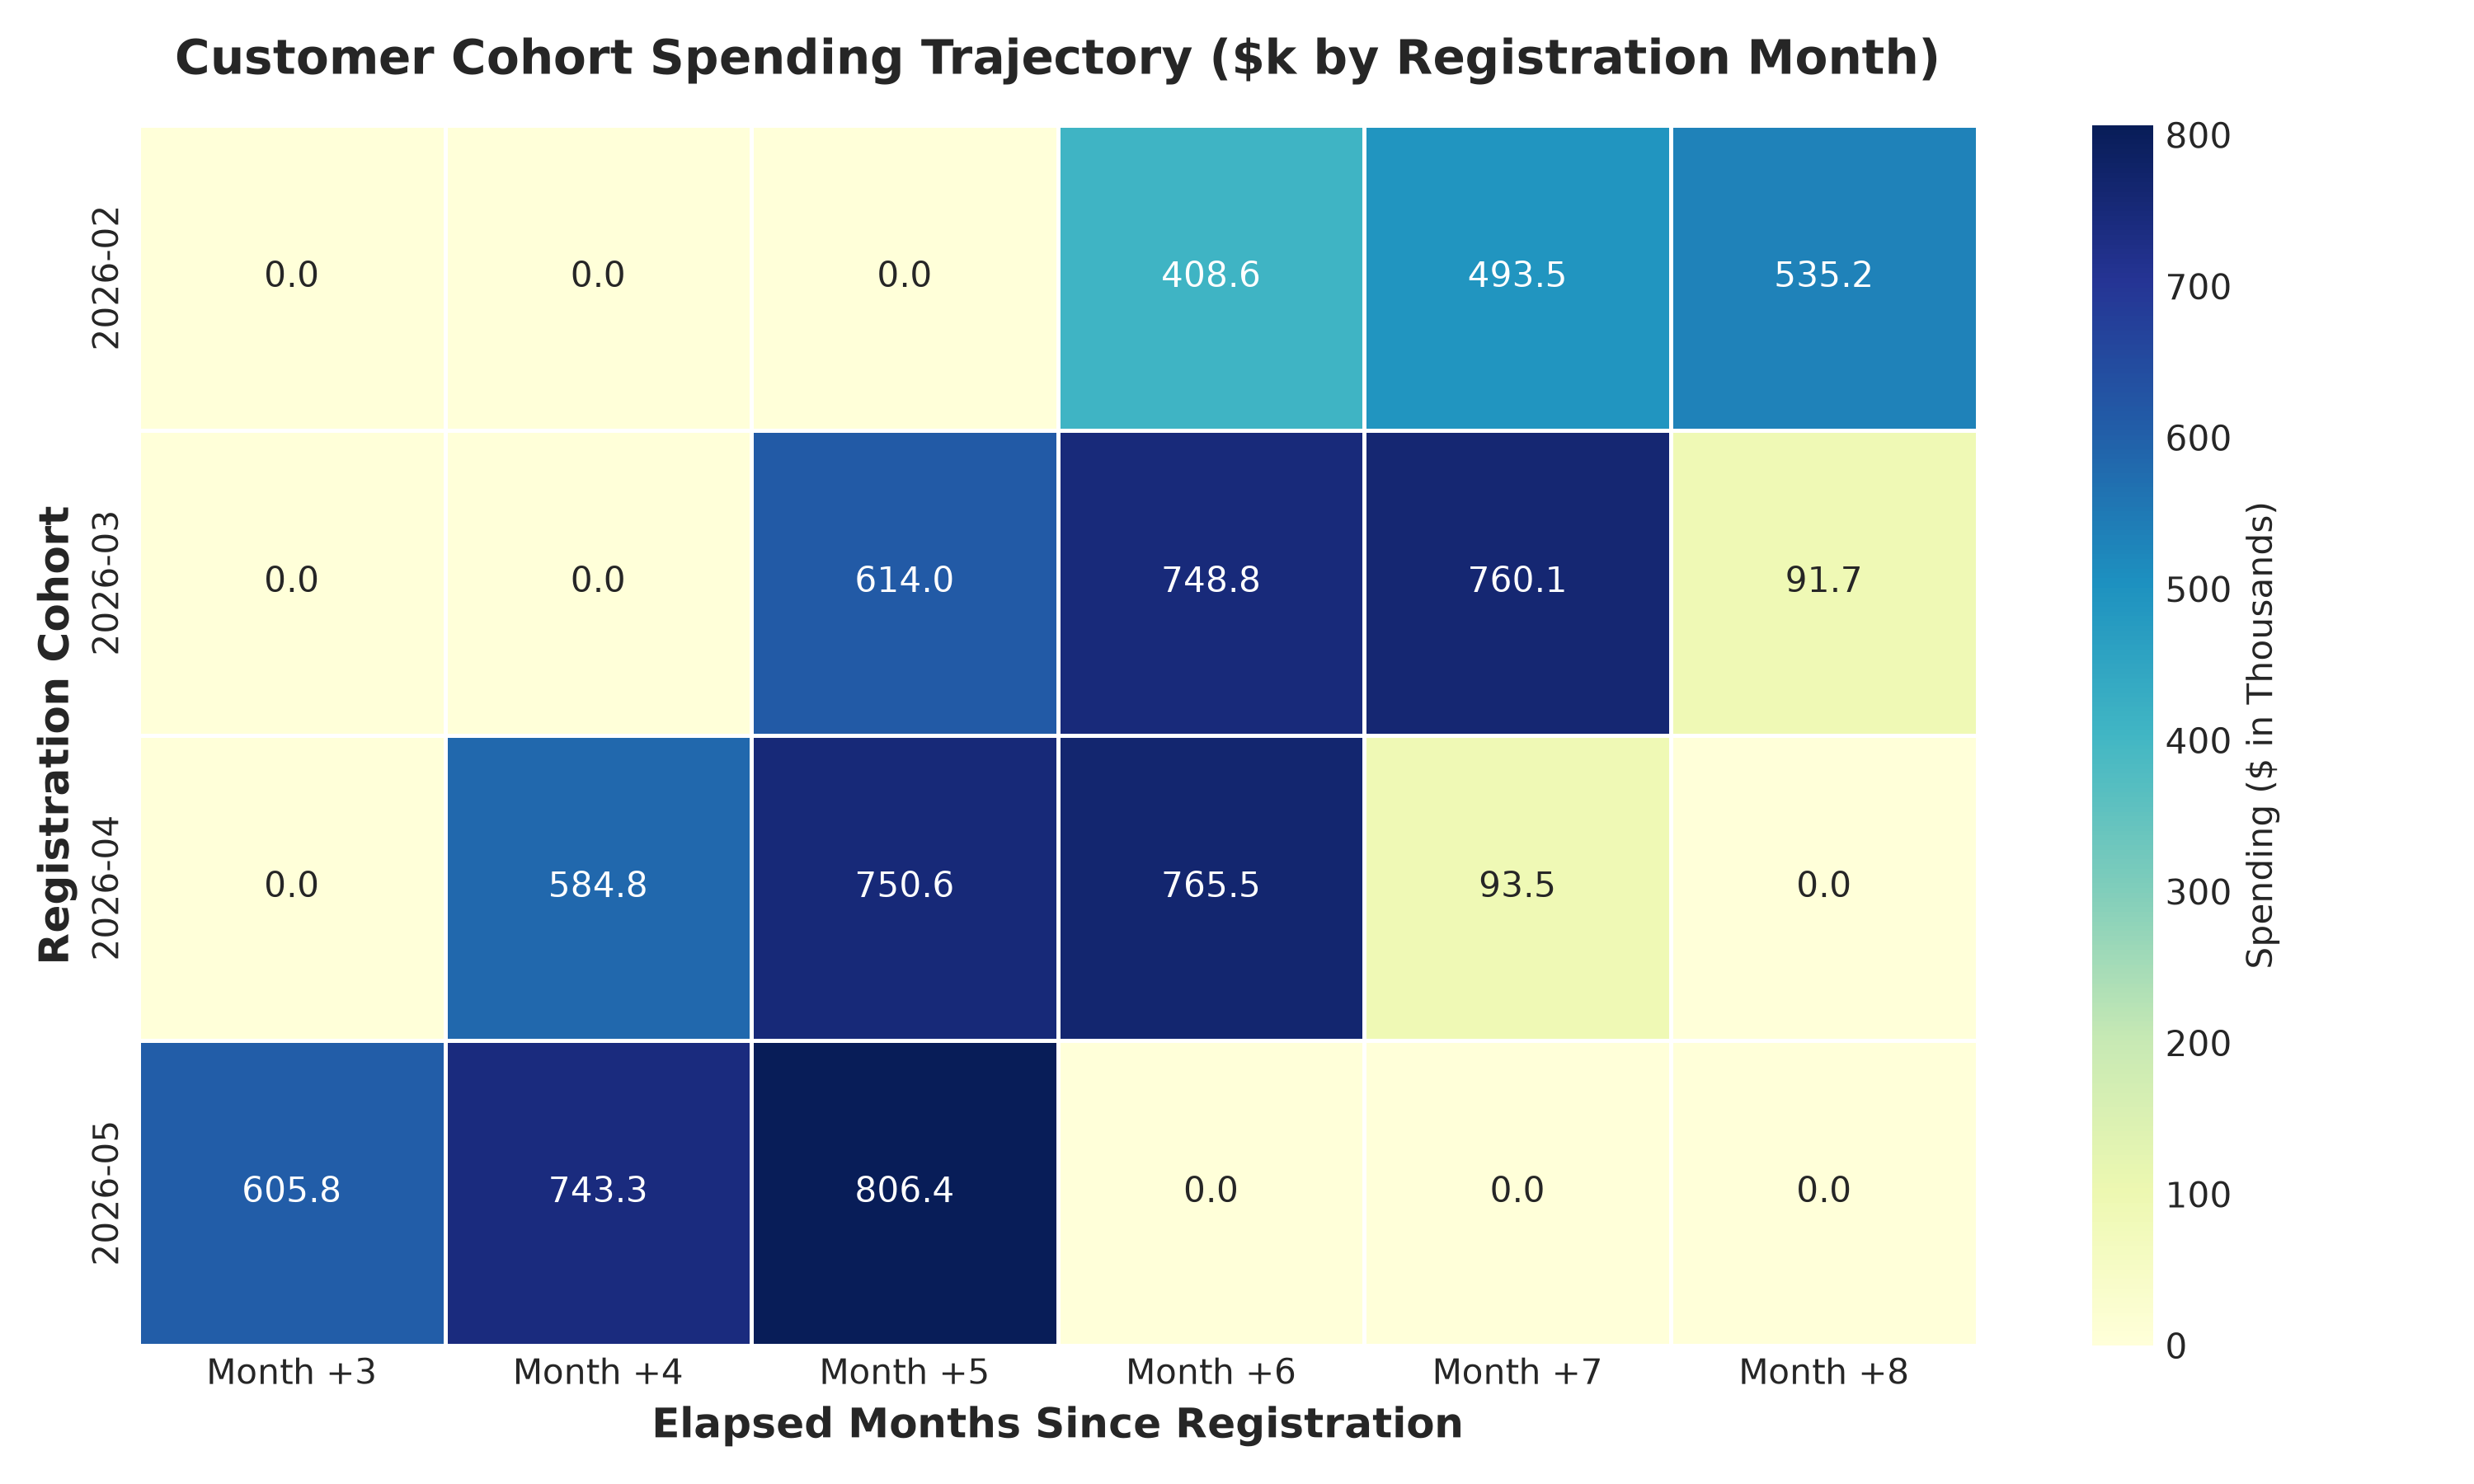 Customer Cohort Spending Trajectory ($k by Registration Month)
Registration Cohort
2026-02
0.0 0.0 0.0 408.6 493.5 535.2
2026-03
0.0 0.0 614.0 748.8 760.1 91.7
2026-04
0.0 584.8 750.6 765.5 93.5 0.0
2026-05
605.8 743.3 806.4 0.0 0.0 0.0
Month +3 Month +4 Month +5 Month +6 Month +7 Month +8
Elapsed Months Since Registration
800
700
600
500
400
300
200
100
0
Spending ($ in Thousands)